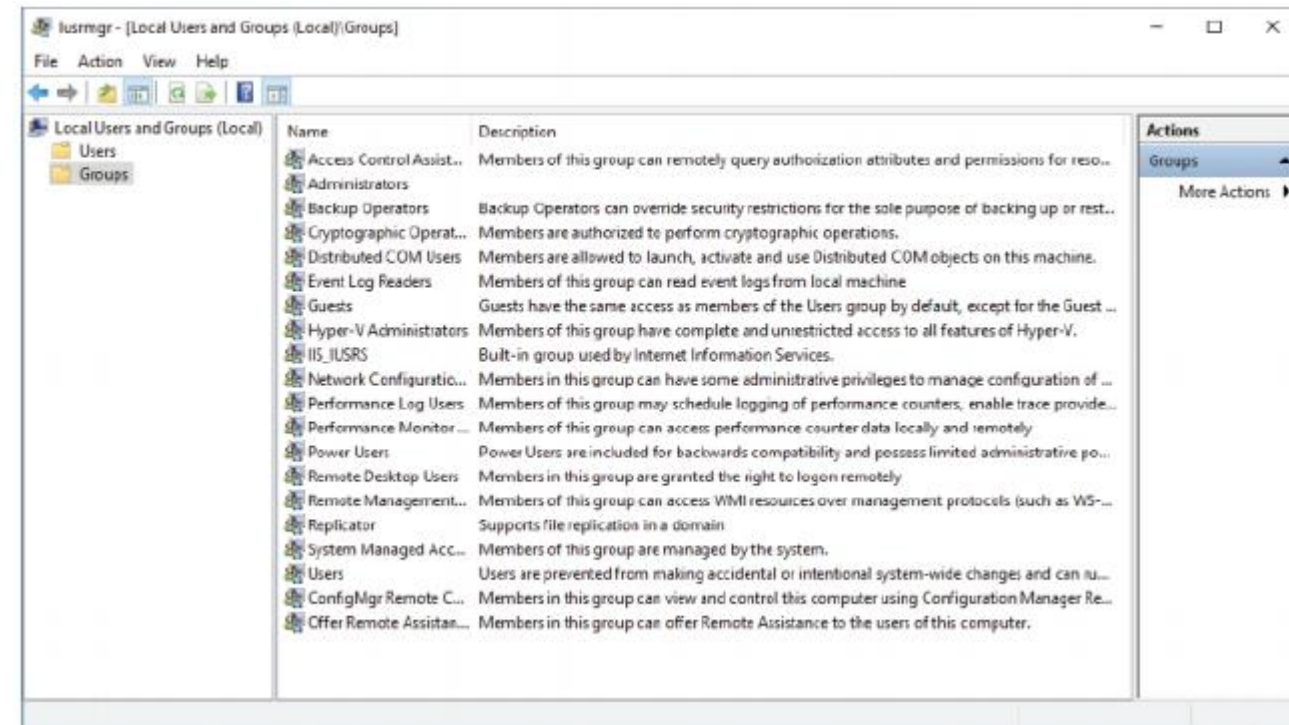 lusrmgr - [Local Users and Groups (Local)\Groups]
File Action View Help
Local Users and Groups (Local)
Users
Groups
Name Description
Access Control Assist... Members of this group can remotely query authorization attributes and permissions for reso...
Administrators
Backup Operators Backup Operators can override security restrictions for the sole purpose of backing up or rest...
Cryptographic Operat... Members are authorized to perform cryptographic operations.
Distributed COM Users Members are allowed to launch, activate and use Distributed COM objects on this machine.
Event Log Readers Members of this group can read event logs from local machine
Guests Guests have the same access as members of the Users group by default, except for the Guest ...
Hyper-V Administrators Members of this group have complete and unrestricted access to all features of Hyper-V.
IIS_IUSRS Built-in group used by Internet Information Services.
Network Configuratio... Members in this group can have some administrative privileges to manage configuration of ...
Performance Log Users Members of this group may schedule logging of performance counters, enable trace provide...
Performance Monitor ... Members of this group can access performance counter data locally and remotely
Power Users Power Users are included for backwards compatibility and possess limited administrative po...
Remote Desktop Users Members in this group are granted the right to logon remotely
Remote Management... Members of this group can access WMI resources over management protocols (such as WS-...
Replicator Supports file replication in a domain
System Managed Acc... Members of this group are managed by the system.
Users Users are prevented from making accidental or intentional system-wide changes and can ru...
ConfigMgr Remote C... Members in this group can view and control this computer using Configuration Manager Re...
Offer Remote Assistan... Members in this group can offer Remote Assistance to the users of this computer.
Actions
Groups
More Actions